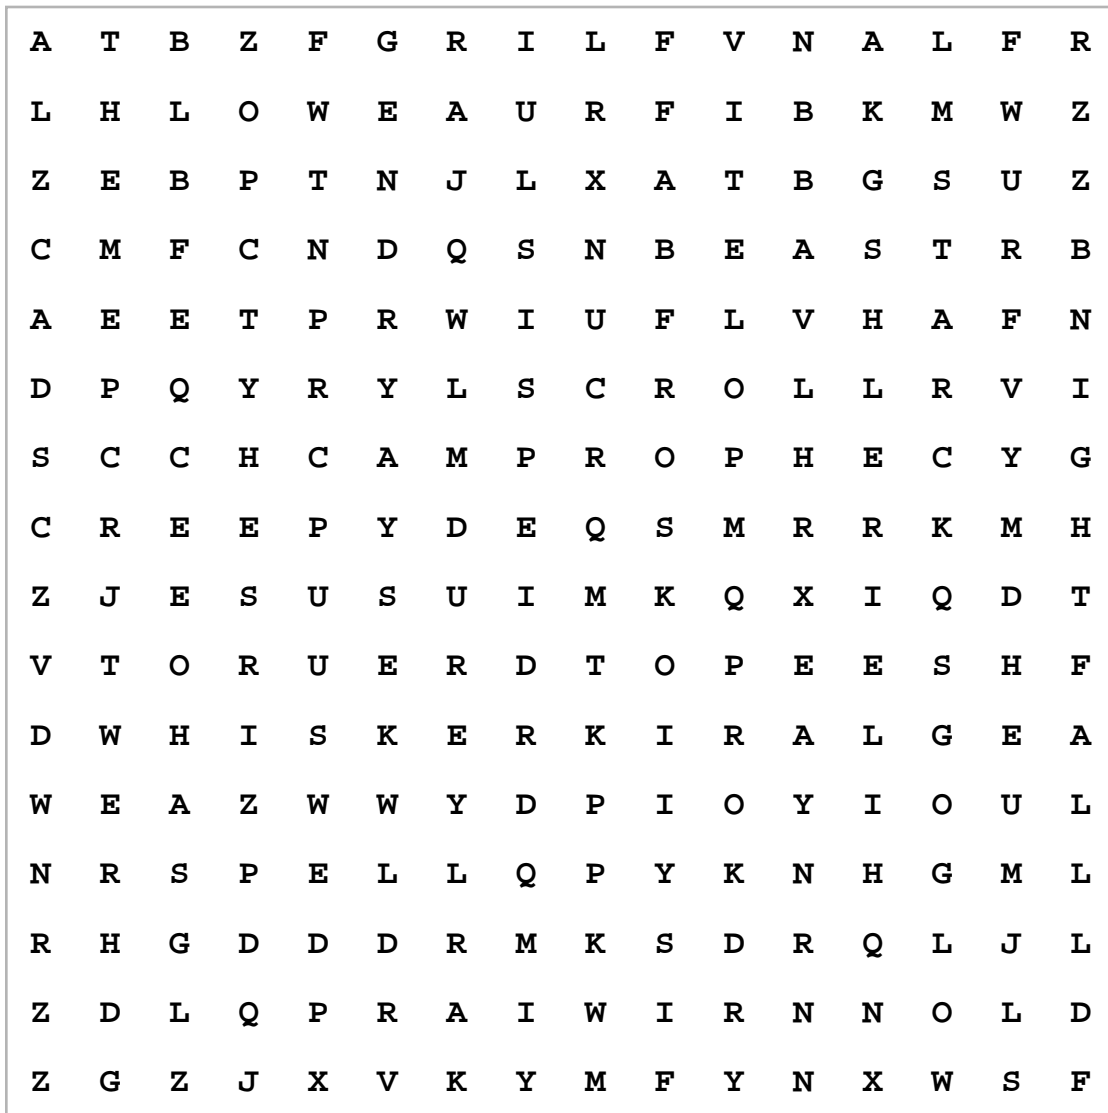 A T B Z F G R I L F V N A L F R
L H L O W E A U R F I B K M W Z
Z E B P T N J L X A T B G S U Z
C M F C N D Q S N B E A S T R B
A E E T P R W I U F L V H A F N
D P Q Y R Y L S C R O L L R V I
S C C H C A M P R O P H E C Y G
C R E E P Y D E Q S M R R K M H
Z J E S U S U I M K Q X I Q D T
V T O R U E R D T O P E E S H F
D W H I S K E R K I R A L G E A
W E A Z W W Y D P I O Y I O U L
N R S P E L L Q P Y K N H G M L
R H G D D D R M K S D R Q L J L
Z D L Q P R A I W I R N N O L D
Z G Z J X V K Y M F Y N X W S F